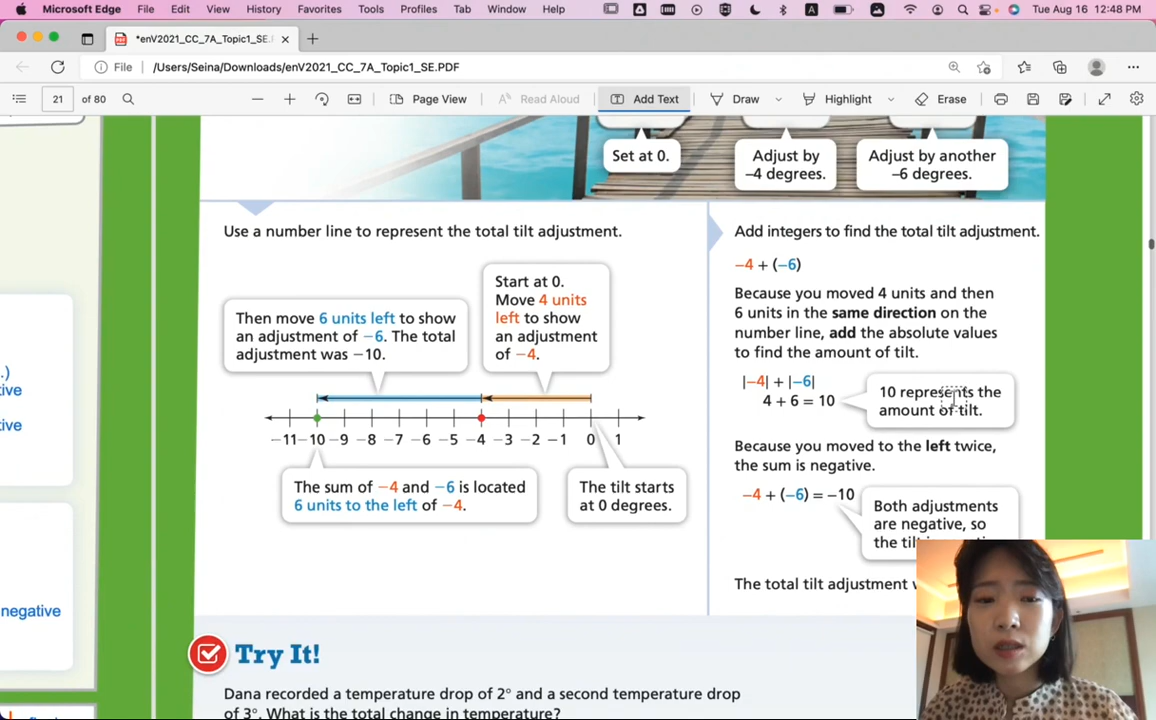 Microsoft Edge File Edit View History Favorites Tools Profiles Tab Window Help A Tue Aug 16 12:48 PM
*enV2021_CC_7A_Topic1_SE.F
File /Users/Seina/Downloads/enV2021_CC_7A_Topic1_SE.PDF
21 of 80 Page View Read Aloud Add Text Draw Highlight Erase
Set at 0.
Adjust by
–4 degrees.
Adjust by another
–6 degrees.
Use a number line to represent the total tilt adjustment.
Start at 0.
Move 4 units
left to show
an adjustment
of –4.
Then move 6 units left to show
an adjustment of –6. The total
adjustment was –10.
–11 –10 –9 –8 –7 –6 –5 –4 –3 –2 –1 0 1
The sum of –4 and –6 is located
6 units to the left of –4.
The tilt starts
at 0 degrees.
Add integers to find the total tilt adjustment.
–4 + (–6)
Because you moved 4 units and then
6 units in the same direction on the
number line, add the absolute values
to find the amount of tilt.
|–4| + |–6|
4 + 6 = 10
10 represents the
amount of tilt.
Because you moved to the left twice,
the sum is negative.
–4 + (–6) = –10
Both adjustments
are negative, so
the
The total tilt adjustment
.)
ive
tive
negative
Try It!
Dana recorded a temperature drop of 2° and a second temperature drop
of 3°. What is the total change in temperature?